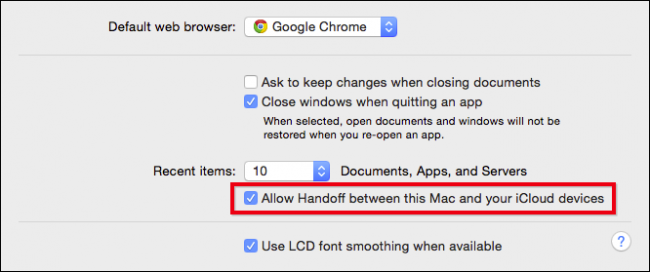 Default web browser: Google Chrome
Ask to keep changes when closing documents
Close windows when quitting an app
When selected, open documents and windows will not be
restored when you re-open an app.
Recent items: 10 Documents, Apps, and Servers
Allow Handoff between this Mac and your iCloud devices
Use LCD font smoothing when available ?